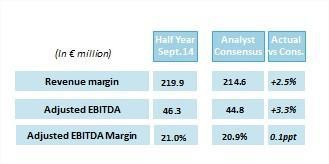 Half Year Analyst Actual
(In € million) Sept.14 Consensus vs Cons.
Revenue margin 219.9 214.6 +2.5%
Adjusted EBITDA 46.3 44.8 +3.3%
Adjusted EBITDA Margin 21.0% 20.9% 0.1ppt